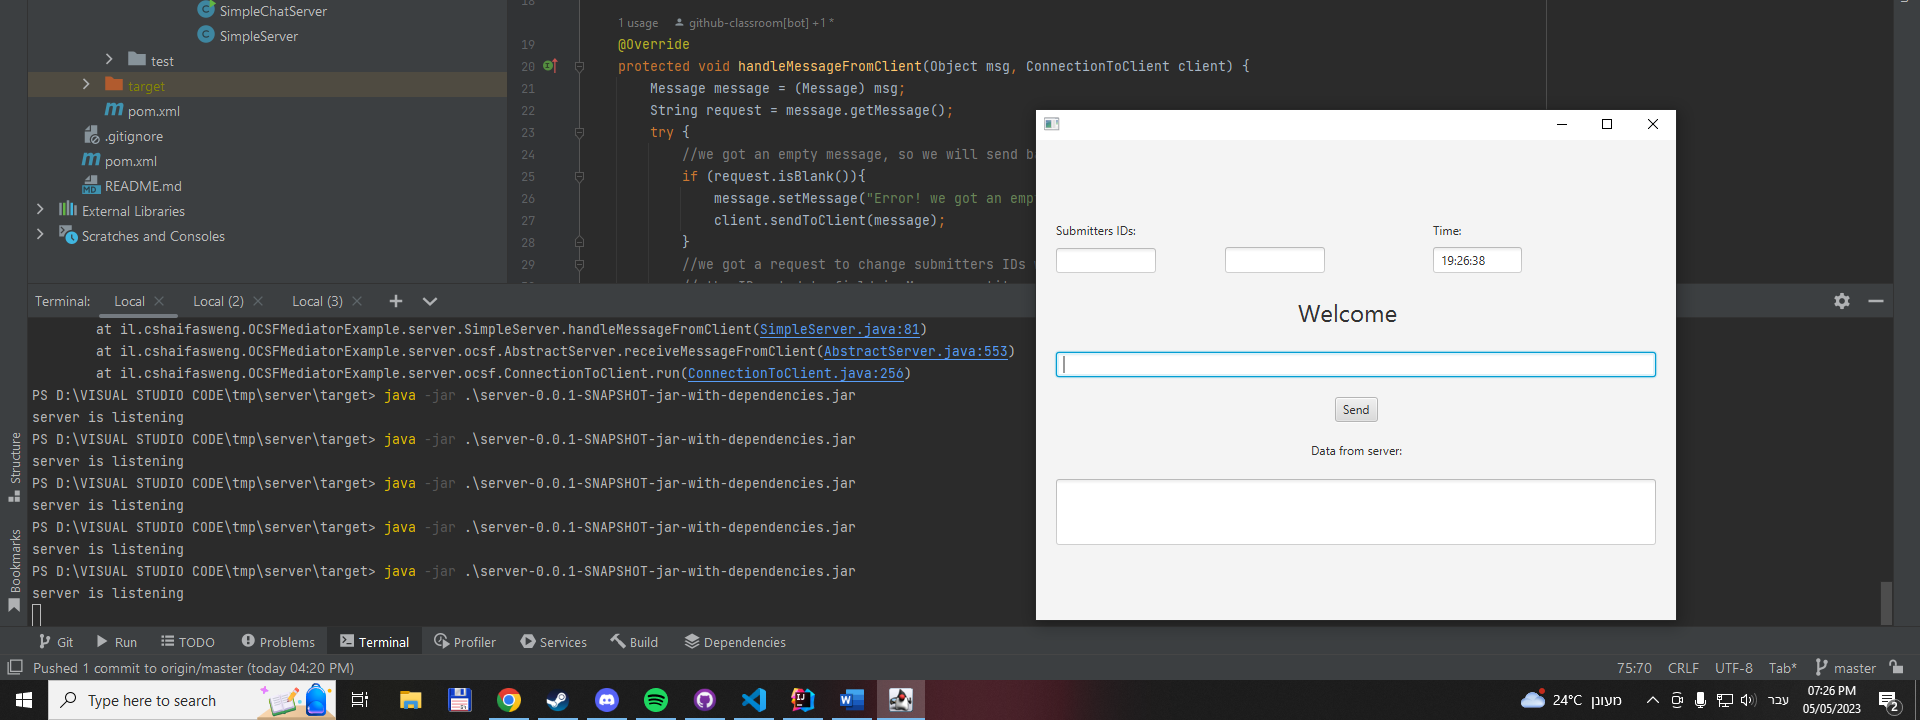 SimpleChatServer
SimpleServer
test
target
pom.xml
.gitignore
pom.xml
README.md
External Libraries
Scratches and Consoles
18
1 usage github-classroom[bot] +1 *
19 @Override
20 protected void handleMessageFromClient(Object msg, ConnectionToClient client) {
21 Message message = (Message) msg;
22 String request = message.getMessage();
23 try {
24 //we got an empty message, so we will send b
25 if (request.isBlank()){
26 message.setMessage("Error! we got an emp
27 client.sendToClient(message);
28 }
29 //we got a request to change submitters IDs
Submitters IDs:
Time:
19:26:38
Welcome
Send
Data from server:
Terminal: Local Local (2) Local (3)
at il.cshaifasweng.OCSFMediatorExample.server.SimpleServer.handleMessageFromClient(SimpleServer.java:81)
at il.cshaifasweng.OCSFMediatorExample.server.ocsf.AbstractServer.receiveMessageFromClient(AbstractServer.java:553)
at il.cshaifasweng.OCSFMediatorExample.server.ocsf.ConnectionToClient.run(ConnectionToClient.java:256)
PS D:\VISUAL STUDIO CODE\tmp\server\target> java -jar .\server-0.0.1-SNAPSHOT-jar-with-dependencies.jar
server is listening
PS D:\VISUAL STUDIO CODE\tmp\server\target> java -jar .\server-0.0.1-SNAPSHOT-jar-with-dependencies.jar
server is listening
PS D:\VISUAL STUDIO CODE\tmp\server\target> java -jar .\server-0.0.1-SNAPSHOT-jar-with-dependencies.jar
server is listening
PS D:\VISUAL STUDIO CODE\tmp\server\target> java -jar .\server-0.0.1-SNAPSHOT-jar-with-dependencies.jar
server is listening
PS D:\VISUAL STUDIO CODE\tmp\server\target> java -jar .\server-0.0.1-SNAPSHOT-jar-with-dependencies.jar
server is listening
Structure
Bookmarks
Git Run TODO Problems Terminal Profiler Services Build Dependencies
Pushed 1 commit to origin/master (today 04:20 PM)
75:70 CRLF UTF-8 Tab* master
Type here to search
24°C מעונן
עבר
07:26 PM
05/05/2023
2